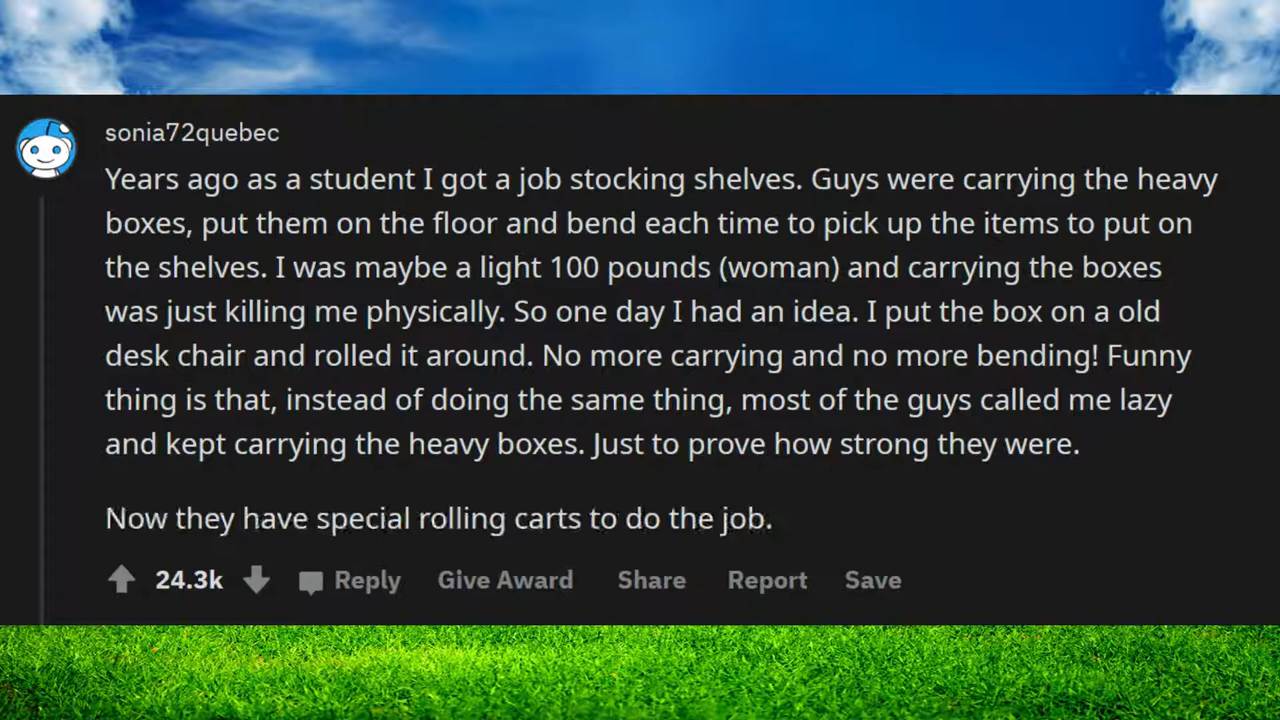 sonia72quebec
Years ago as a student I got a job stocking shelves. Guys were carrying the heavy
boxes, put them on the floor and bend each time to pick up the items to put on
the shelves. I was maybe a light 100 pounds (woman) and carrying the boxes
was just killing me physically. So one day I had an idea. I put the box on a old
desk chair and rolled it around. No more carrying and no more bending! Funny
thing is that, instead of doing the same thing, most of the guys called me lazy
and kept carrying the heavy boxes. Just to prove how strong they were.
Now they have special rolling carts to do the job.
24.3k Reply Give Award Share Report Save